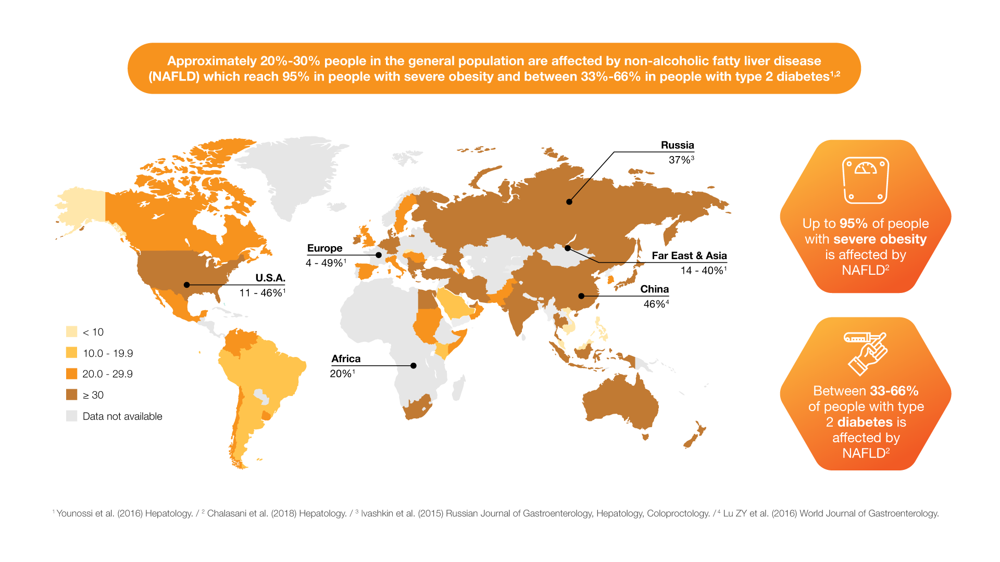 Approximately 20%-30% people in the general population are affected by non-alcoholic fatty liver disease
(NAFLD) which reach 95% in people with severe obesity and between 33%-66% in people with type 2 diabetes1,2
Russia
37%3
Europe
4 - 49%1
Far East & Asia
14 - 40%1
U.S.A.
11 - 46%1
China
46%4
Africa
20%1
< 10
10.0 - 19.9
20.0 - 29.9
≥ 30
Data not available
Up to 95% of people
with severe obesity
is affected by
NAFLD2
Between 33-66%
of people with type
2 diabetes is
affected by
NAFLD2
1 Younossi et al. (2016) Hepatology. / 2 Chalasani et al. (2018) Hepatology. / 3 Ivashkin et al. (2015) Russian Journal of Gastroenterology, Hepatology, Coloproctology. / 4 Lu ZY et al. (2016) World Journal of Gastroenterology.